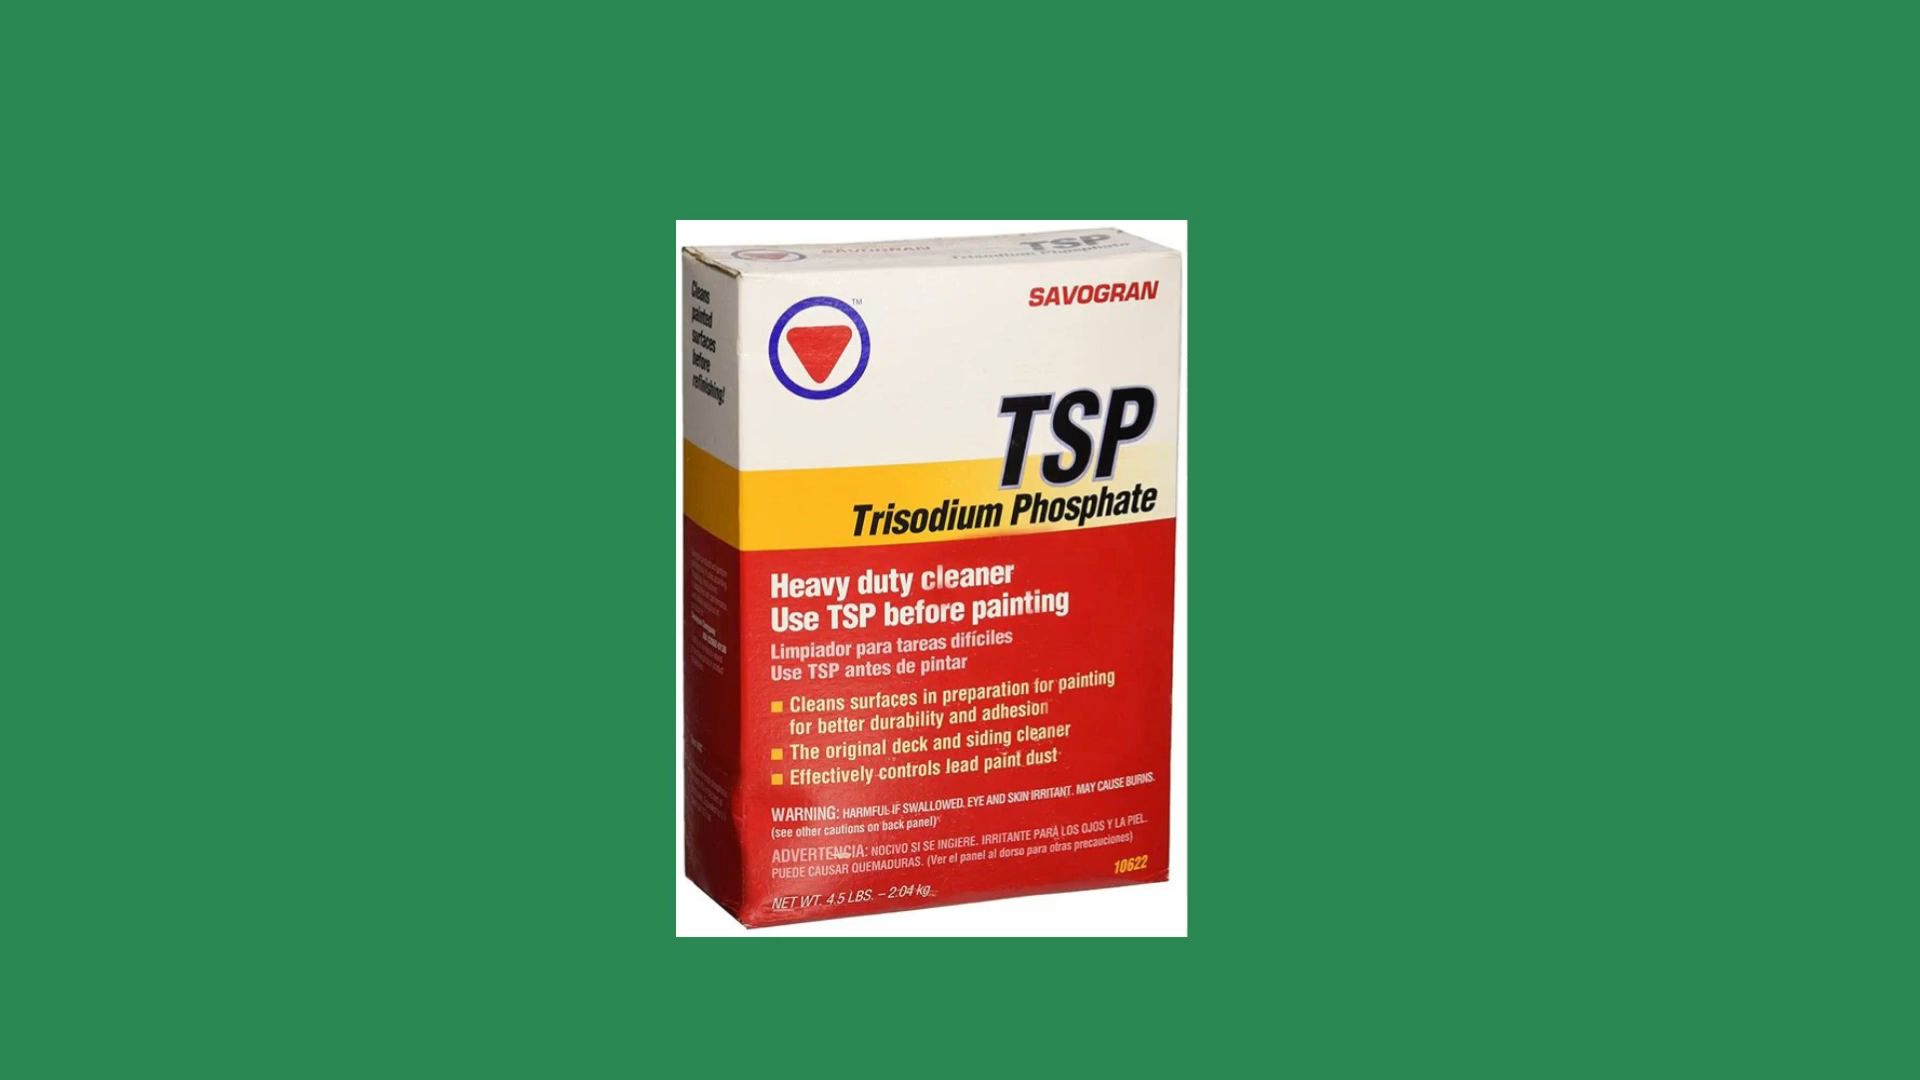 SAVOGRAN
TSP
Trisodium Phosphate
Cleans
painted
surfaces
before
refinishing!
TM
SAVOGRAN
TSP
Trisodium Phosphate
Heavy duty cleaner
Use TSP before painting
Limpiador para tareas difíciles
Use TSP antes de pintar
Cleans surfaces in preparation for painting
for better durability and adhesion
The original deck and siding cleaner
Effectively controls lead paint dust
WARNING: HARMFUL IF SWALLOWED. EYE AND SKIN IRRITANT. MAY CAUSE BURNS.
(see other cautions on back panel)
ADVERTENCIA: NOCIVO SI SE INGIERE. IRRITANTE PARA LOS OJOS Y LA PIEL.
PUEDE CAUSAR QUEMADURAS. (Ver el panel al dorso para otras precauciones)
10622
NET WT. 4.5 LBS. – 2.04 kg